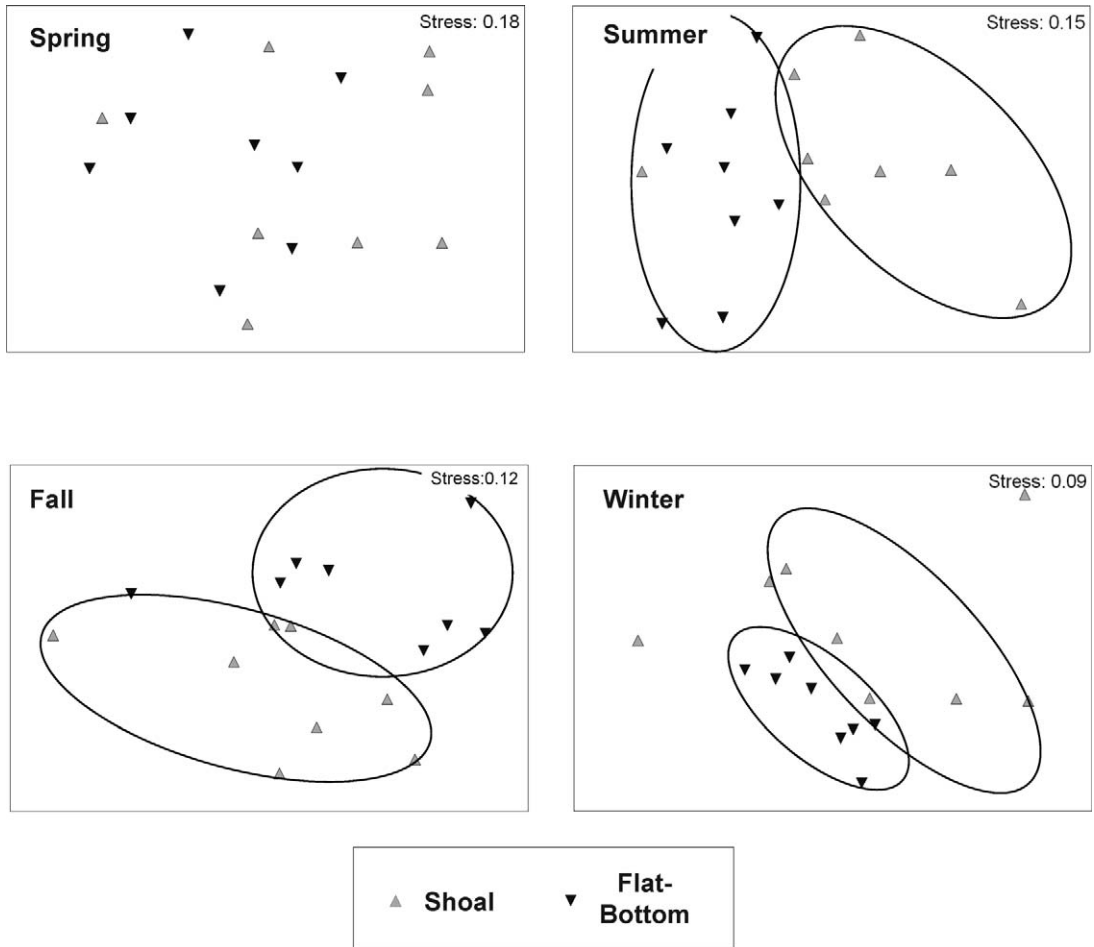 Spring
Stress: 0.18
Summer
Stress: 0.15
Fall
Stress:0.12
Winter
Stress: 0.09
Shoal
Flat-
Bottom